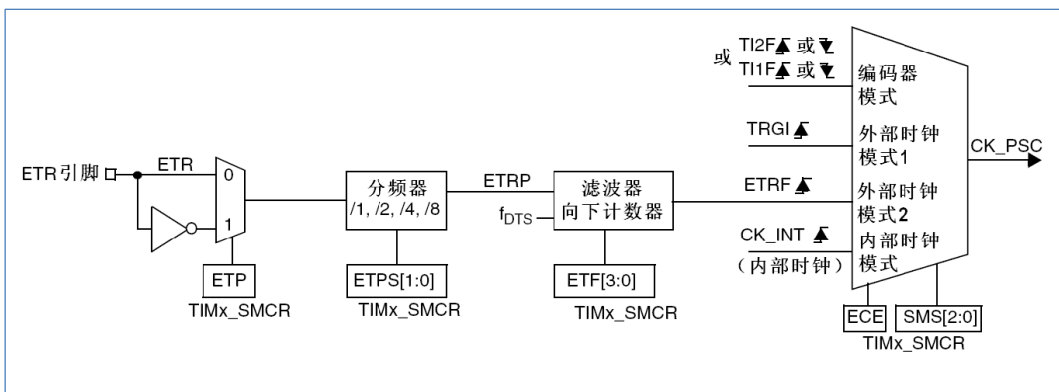 或 TI2F 或
TI1F 或
编码器
模式
TRGI
外部时钟
模式1
CK_PSC
ETR引脚
ETR
0
1
分频器
/1, /2, /4, /8
ETRP
滤波器
向下计数器
fDTS
ETRF
外部时钟
模式2
CK_INT
(内部时钟)
内部时钟
模式
ETP
TIMx_SMCR
ETPS[1:0]
TIMx_SMCR
ETF[3:0]
TIMx_SMCR
ECE
SMS[2:0]
TIMx_SMCR